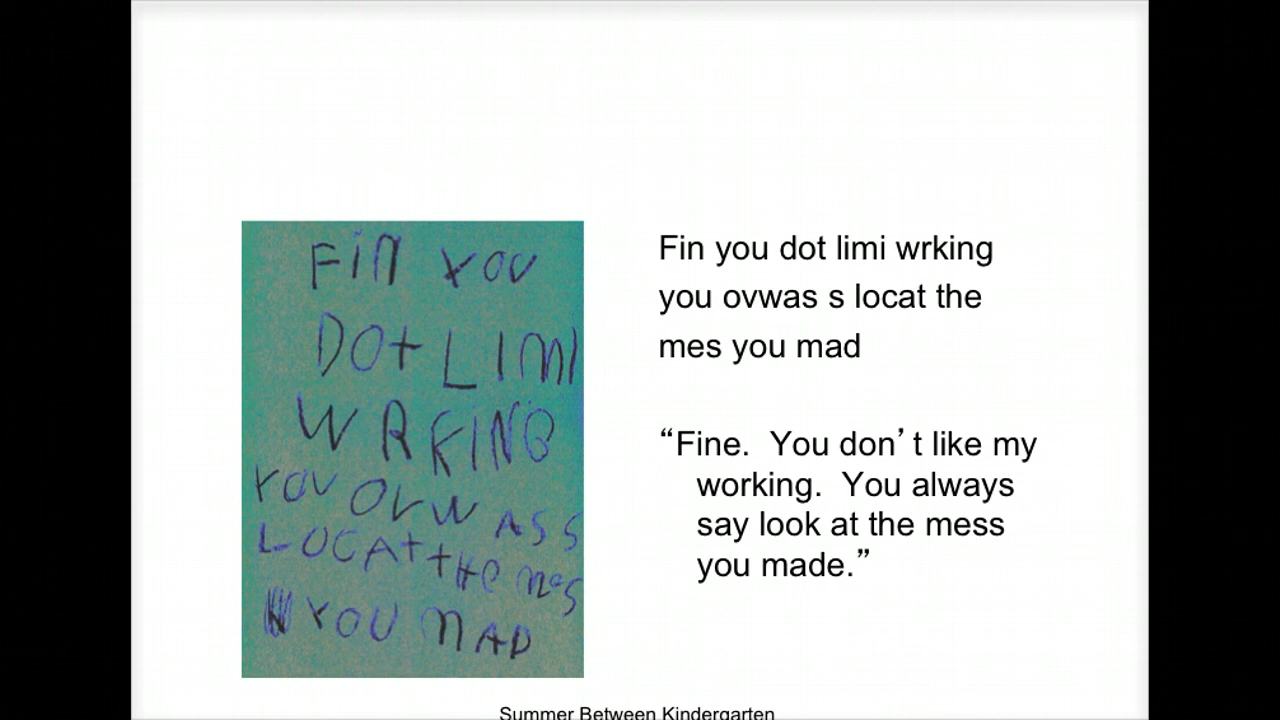 FiN YOU
DOt LIMI
WRKING
YOU OVW ASS
LOCAT tHe mes
YOU MAD
Fin you dot limi wrking
you ovwas s locat the
mes you mad
“Fine.  You don’t like my
working.  You always
say look at the mess
you made.”
Summer Between Kindergarten